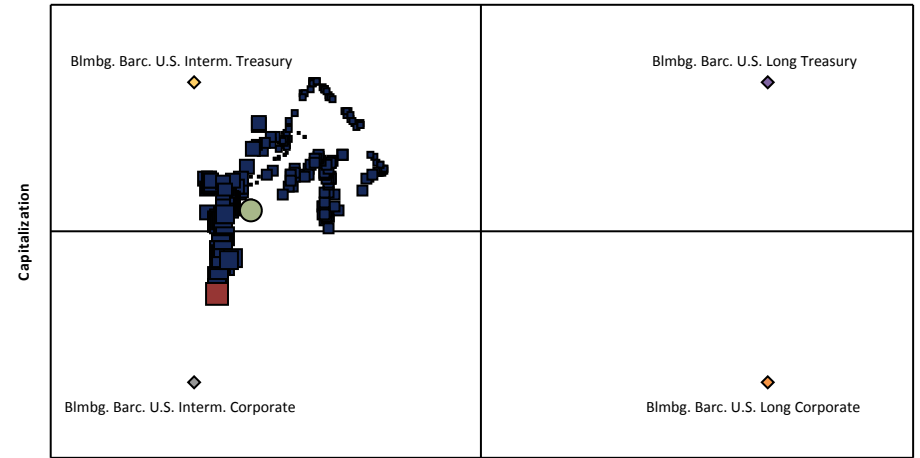 Blmbg. Barc. U.S. Interm. Treasury
Blmbg. Barc. U.S. Long Treasury
Capitalization
Blmbg. Barc. U.S. Interm. Corporate
Blmbg. Barc. U.S. Long Corporate